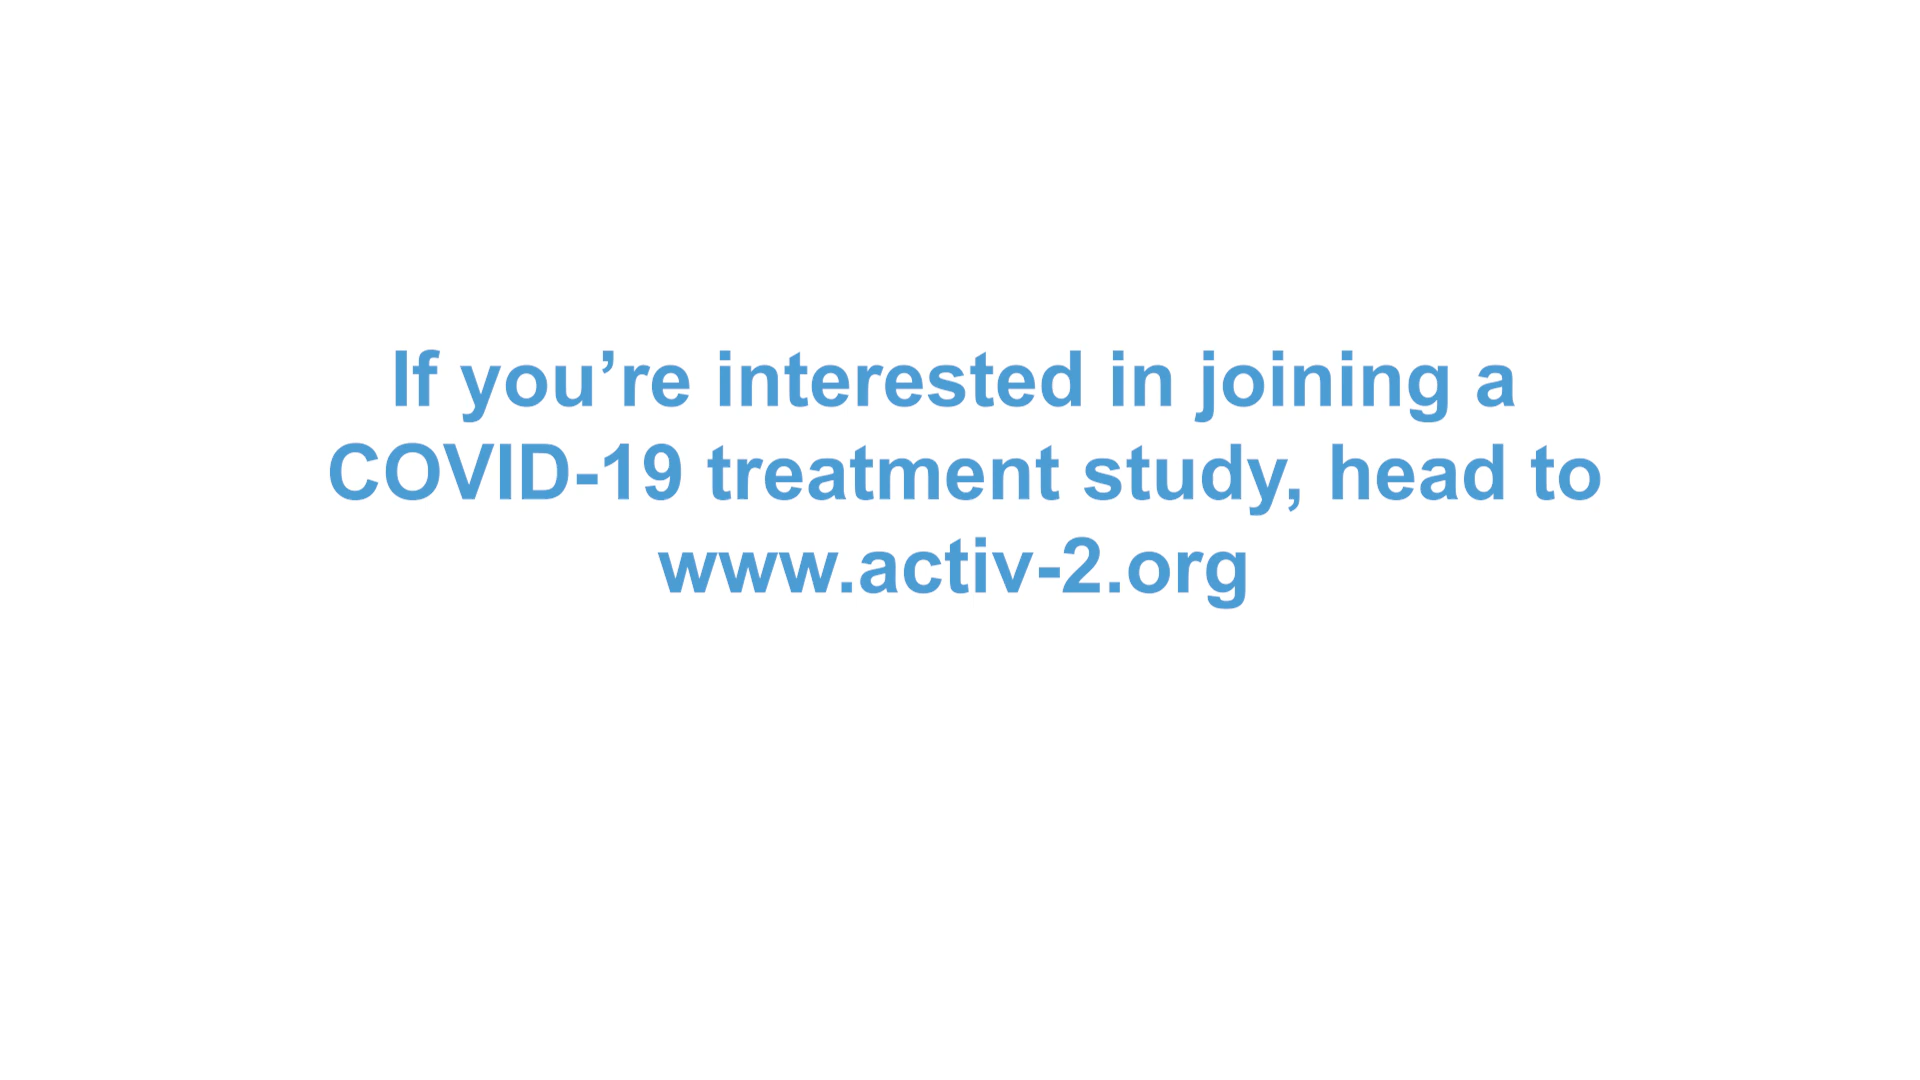 If you’re interested in joining a
COVID-19 treatment study, head to
www.activ-2.org